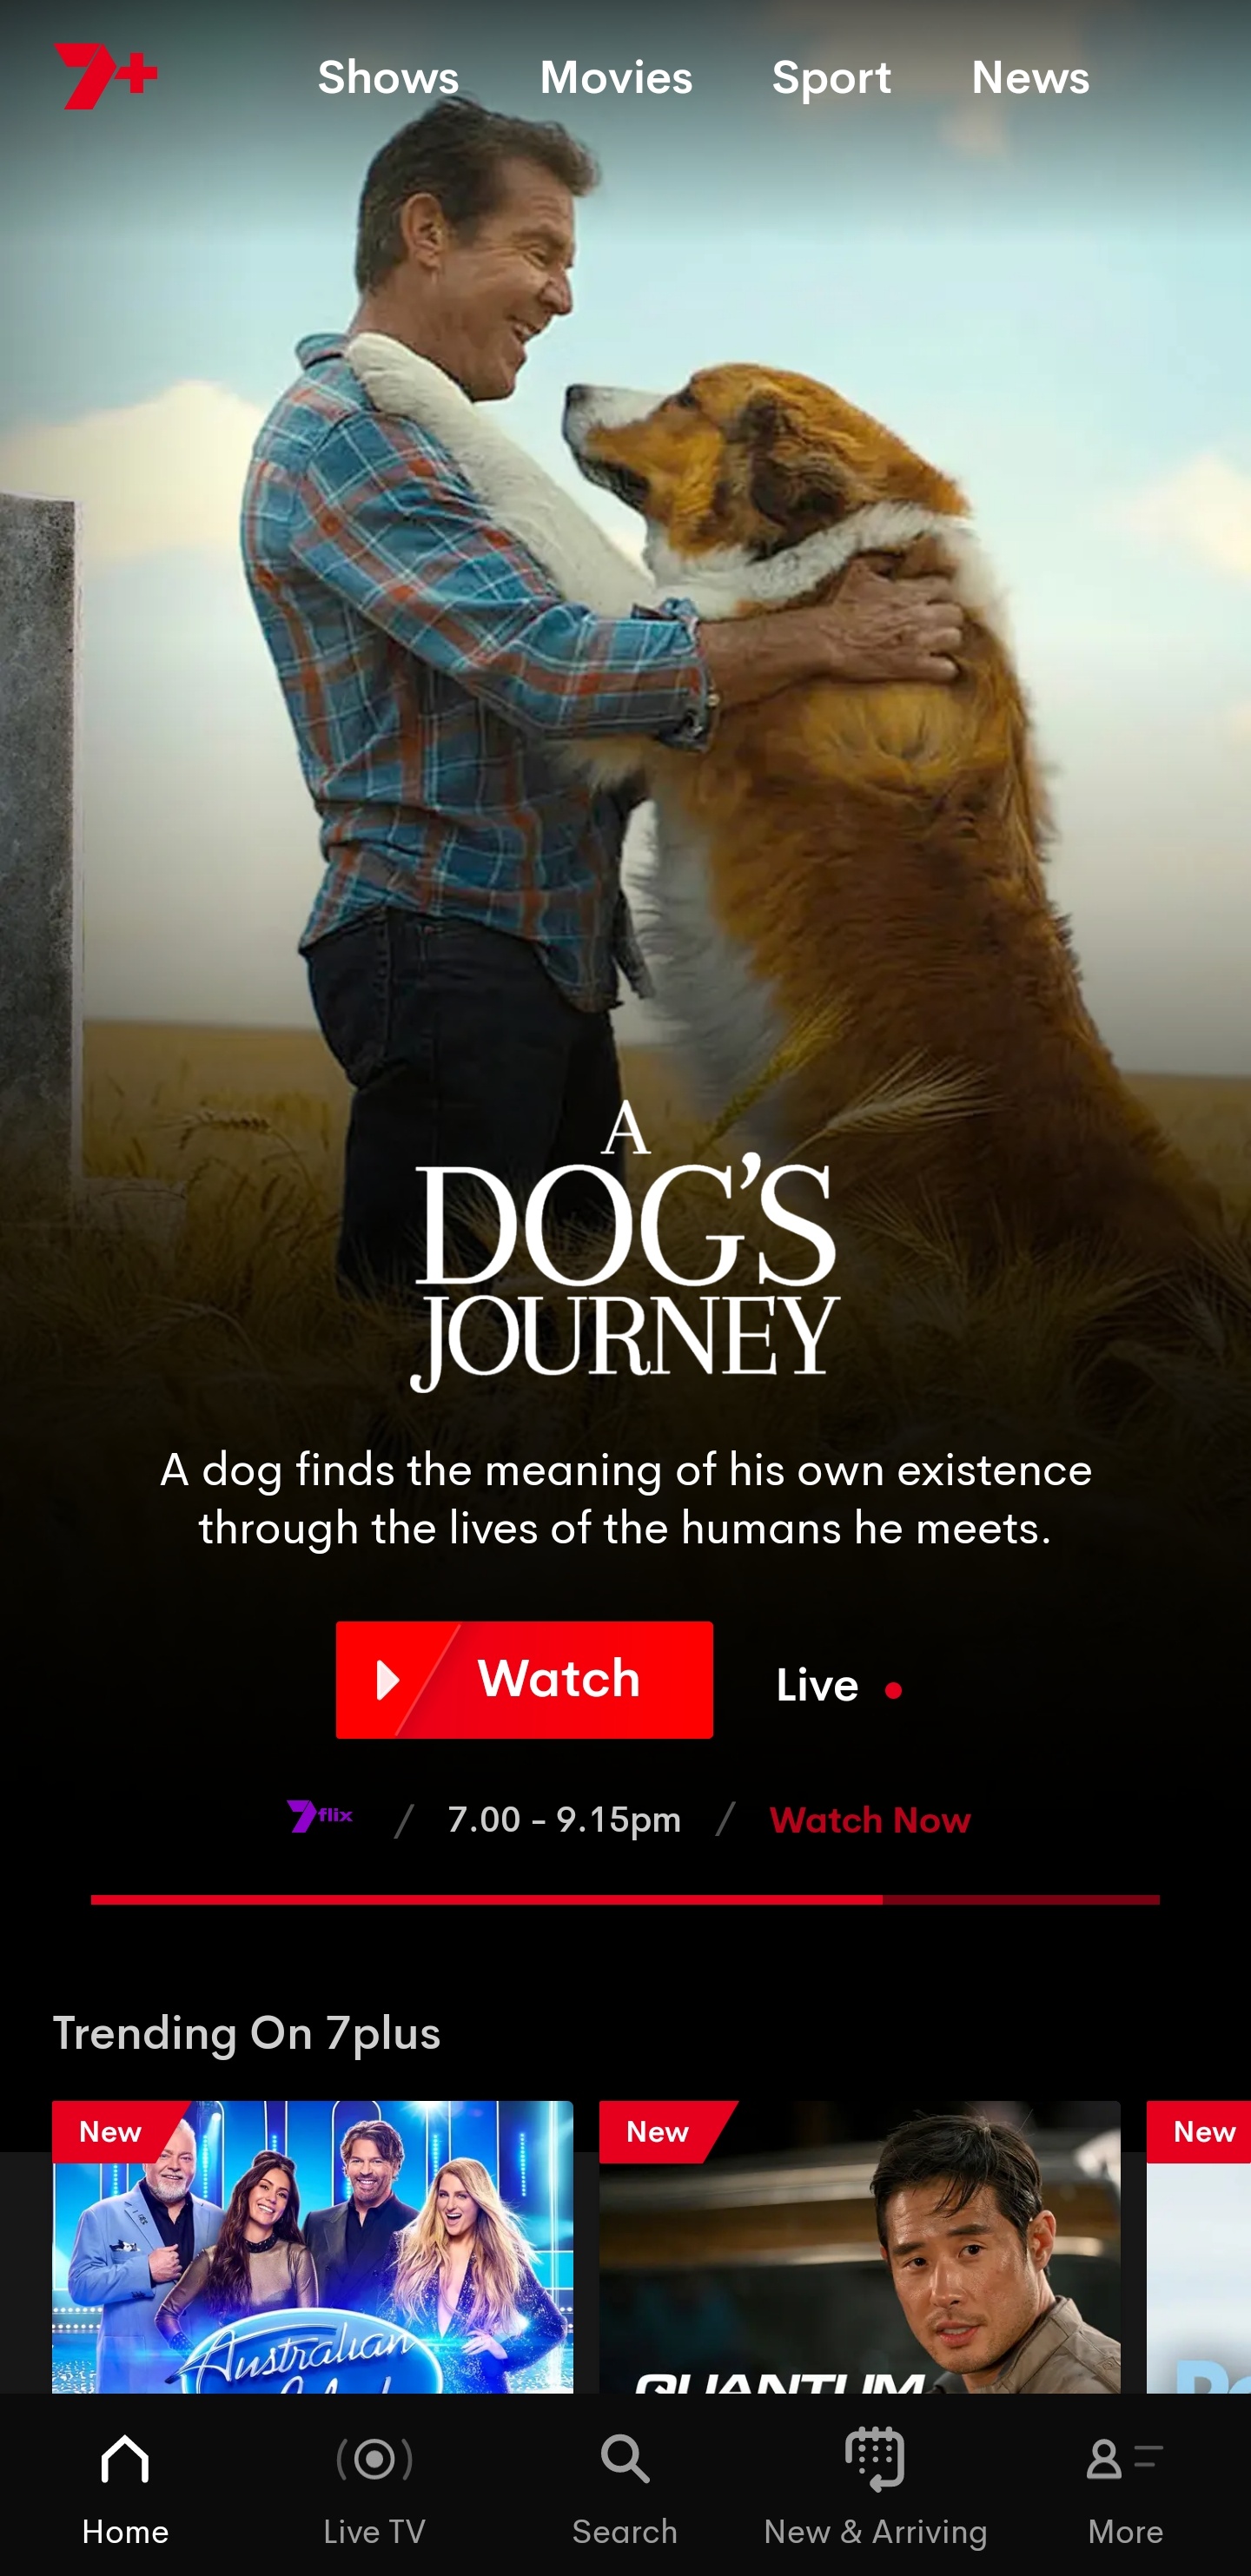 7+
Shows
Movies
Sport
News
A
DOG'S
JOURNEY
A dog finds the meaning of his own existence
through the lives of the humans he meets.
Watch
Live
7flix / 7.00 - 9.15pm / Watch Now
Trending On 7plus
New
New
New
Australian
QUANTUM
Home
Live TV
Search
New & Arriving
More